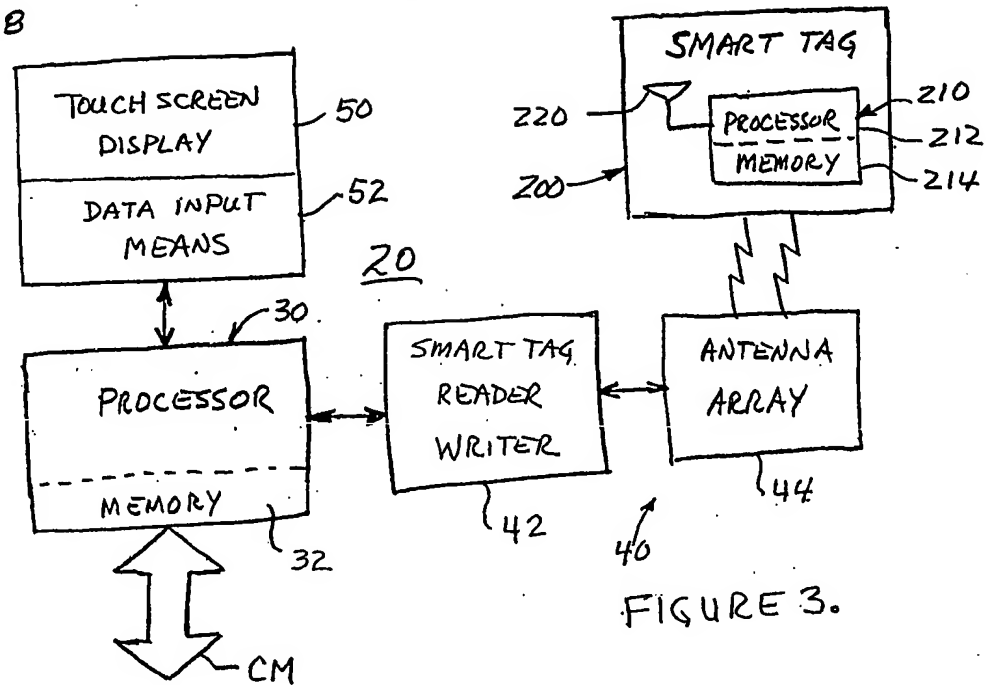 B
TOUCH SCREEN
DISPLAY
50
DATA INPUT
MEANS
52
20
SMART TAG
220
PROCESSOR
MEMORY
210
212
214
200
30
PROCESSOR
MEMORY
32
SMART TAG
READER
WRITER
42
ANTENNA
ARRAY
44
40
CM
FIGURE 3.